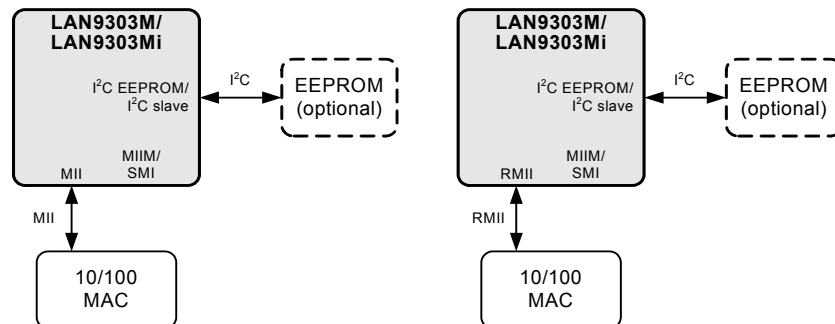 LAN9303M/
LAN9303Mi
I²C EEPROM/
I²C slave
MIIM/
SMI
MII
I²C
EEPROM
(optional)
MII
10/100
MAC
LAN9303M/
LAN9303Mi
I²C EEPROM/
I²C slave
MIIM/
SMI
RMII
I²C
EEPROM
(optional)
RMII
10/100
MAC